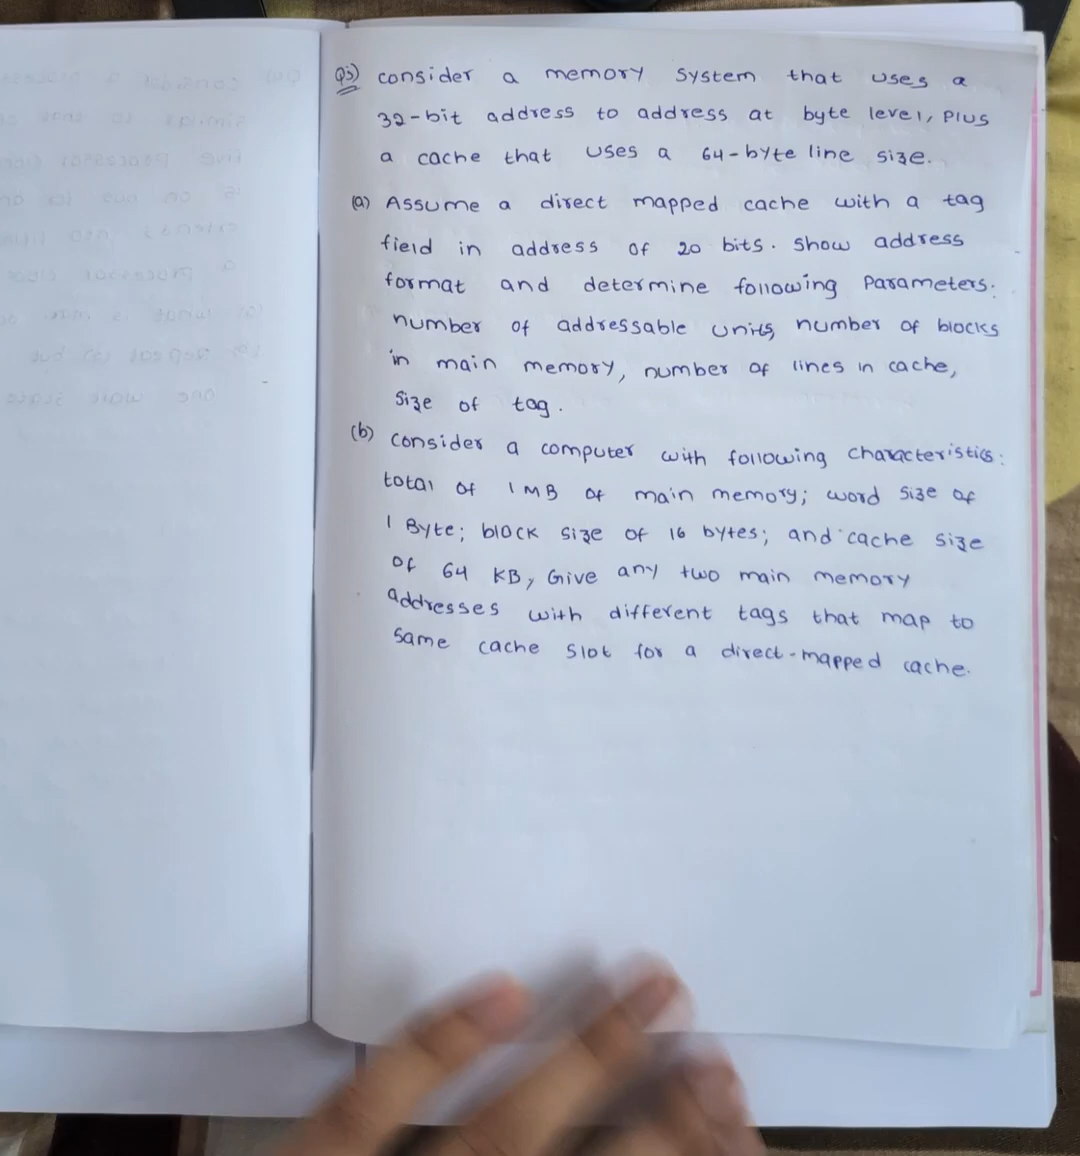 Q3) consider a memory system that uses a
32-bit address to address at byte level, plus
a cache that uses a 64-byte line size.
(a) Assume a direct mapped cache with a tag
field in address of 20 bits. show address
format and determine following parameters:
number of addressable units, number of blocks
in main memory, number of lines in cache,
size of tag.
(b) consider a computer with following characteristics:
total of 1 MB of main memory; word size of
1 Byte; block size of 16 bytes; and cache size
of 64 KB, Give any two main memory
addresses with different tags that map to
same cache slot for a direct-mapped cache.